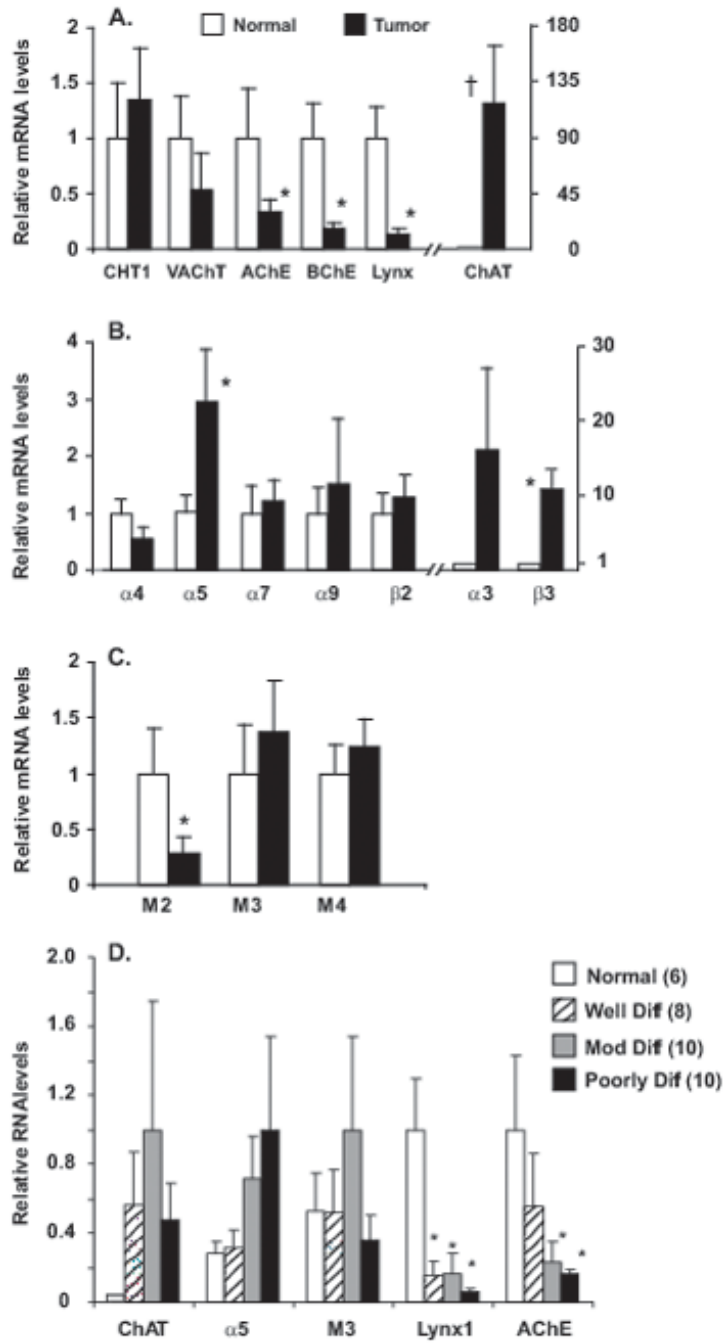 A.
Normal Tumor
Relative mRNA levels
2
1.5
1
0.5
0
180
135
90
45
0
†
* * *
CHT1 VAChT AChE BChE Lynx ChAT
B.
Relative mRNA levels
4
3
2
1
0
30
20
10
1
* *
α4 α5 α7 α9 β2 α3 β3
C.
Relative mRNA levels
2
1.5
1
0.5
0
*
M2 M3 M4
D.
Relative RNAlevels
2.0
1.6
1.2
0.8
0.4
0
Normal (6)
Well Dif (8)
Mod Dif (10)
Poorly Dif (10)
* * * * *
ChAT α5 M3 Lynx1 AChE